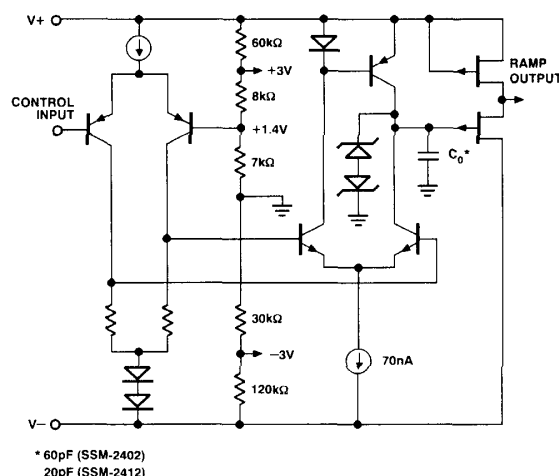 V+
60kΩ
+3V
8kΩ
RAMP
OUTPUT
CONTROL
INPUT
+1.4V
7kΩ
C₀*
30kΩ
−3V
70nA
120kΩ
V−
* 60pF (SSM-2402)
20pF (SSM-2412)